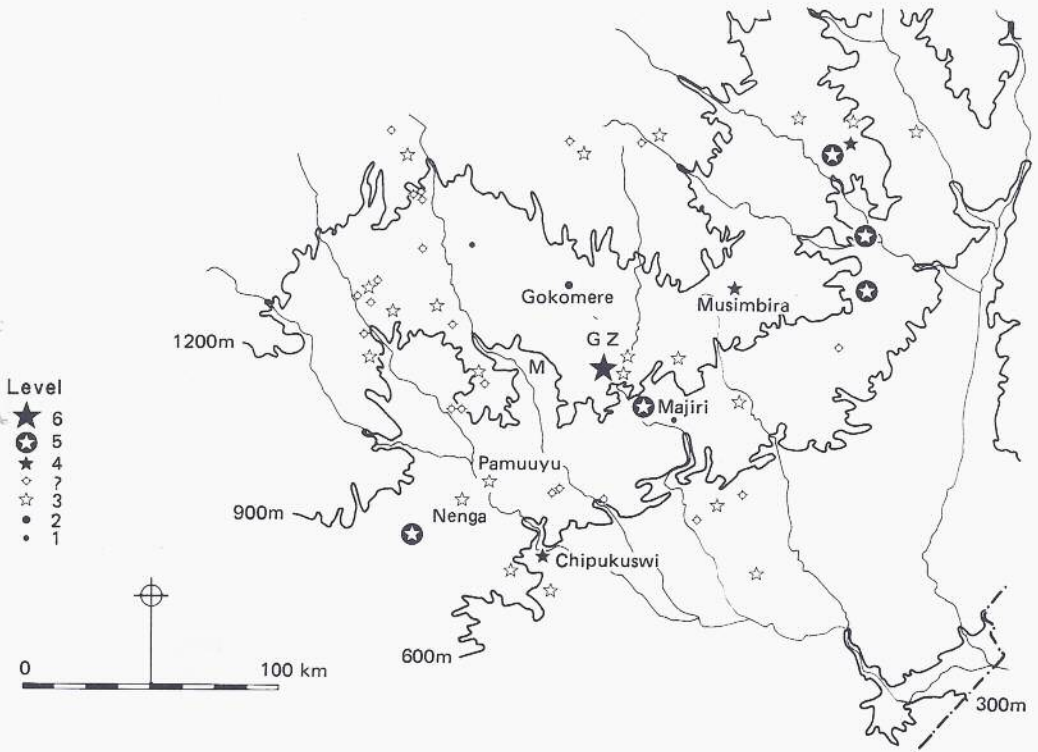 Gokomere
Musimbira
G Z
1200m
M
Level
6
5
4
?
3
2
1
Majiri
Pamuuyu
Nenga
900m
Chipukuswi
600m
0
100 km
300m